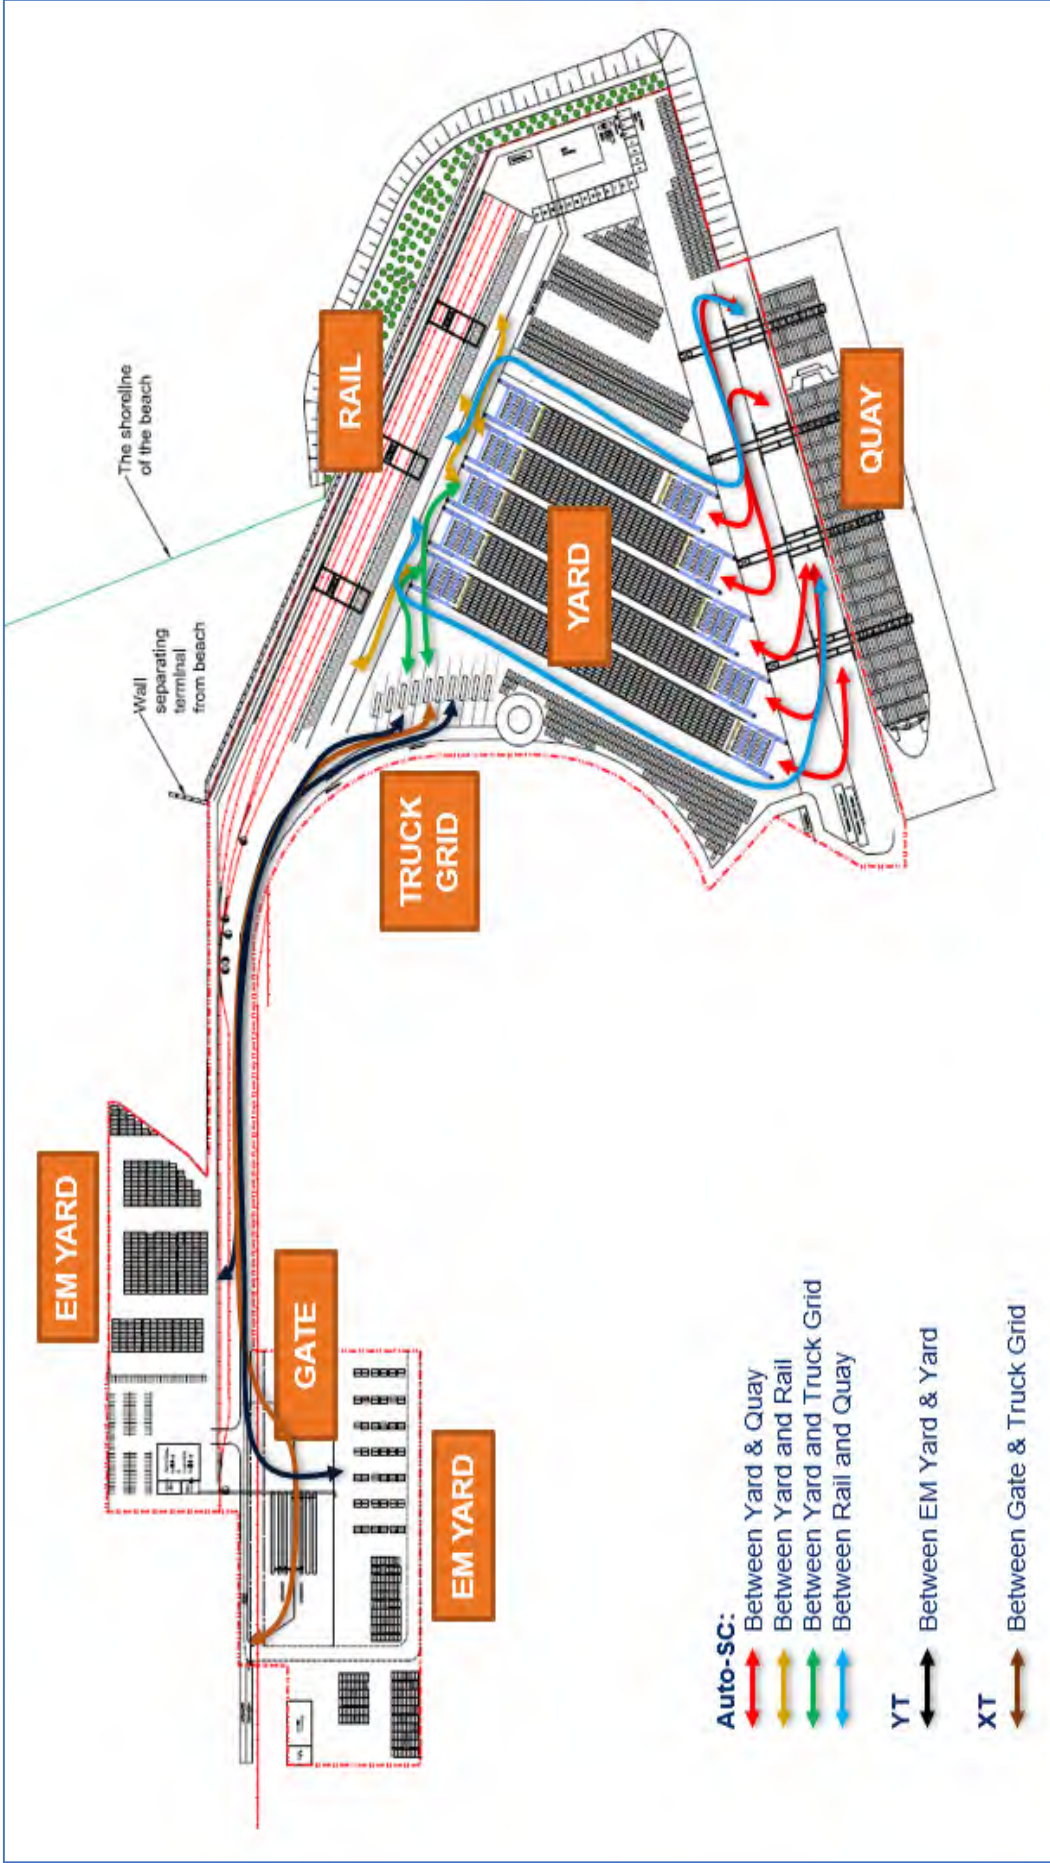 The shoreline
of the beach
Wall
separating
terminal
from beach
EM YARD
RAIL
GATE
TRUCK
GRID
YARD
QUAY
EM YARD
Auto-SC:
Between Yard & Quay
Between Yard and Rail
Between Yard and Truck Grid
Between Rail and Quay
YT
Between EM Yard & Yard
XT
Between Gate & Truck Grid